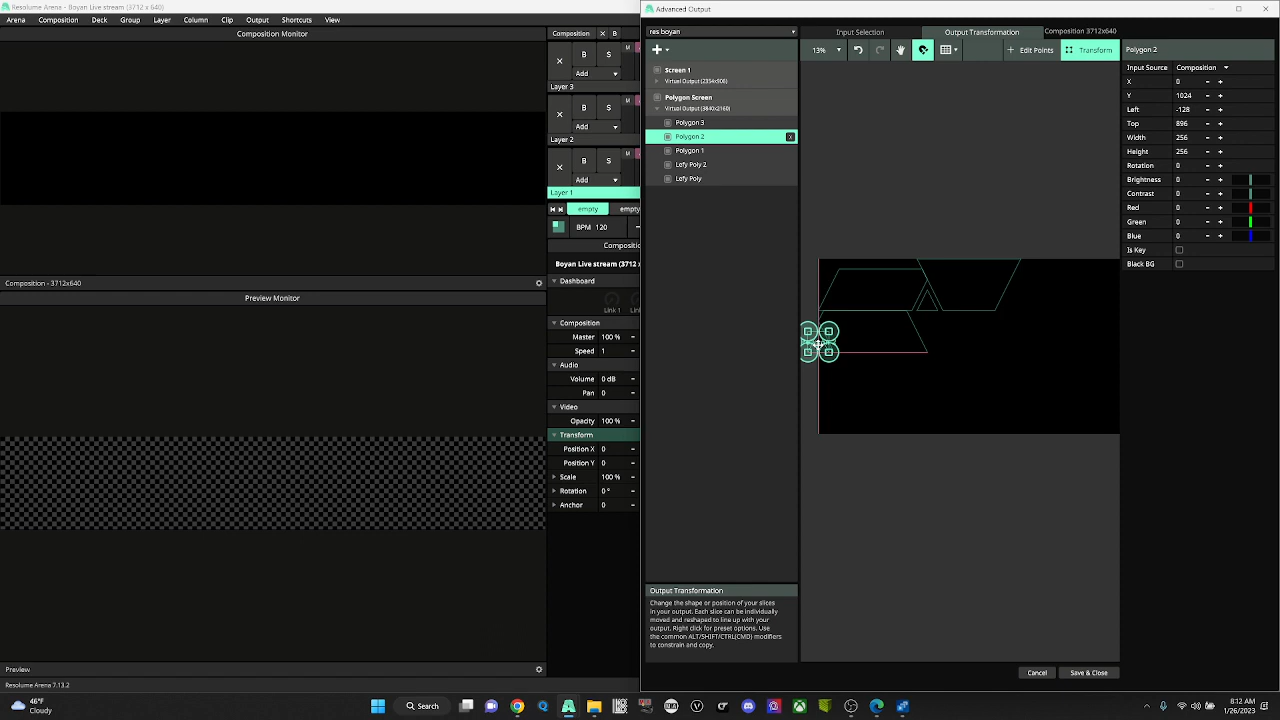 Resolume Arena - Boyan Live stream (3712 x 640)
Arena Composition Group Layer Column Clip Output Shortcuts View
Composition Monitor
Composition X B
B S
Add
Layer 3
B S
Add
Layer 2
B S
Add
Layer 1
empty empty
BPM 120
Composition - 3712x640
Boyan Live stream (3712 x
Preview Monitor
Dashboard
Link 1
Composition
Master 100 %
Speed 1
Audio
Volume 0 dB
Pan 0
Video
Opacity 100 %
Transform
Position X 0
Position Y 0
Scale 100 %
Rotation 0 °
Anchor 0
Preview
Resolume Arena 7.13.2
Advanced Output
res boyan
Input Selection
Output Transformation
Composition 3712x640
13%
Edit Points
Transform
Screen 1
Virtual Output (2354x908)
Polygon Screen
Virtual Output (3840x2160)
Polygon 3
Polygon 2
Polygon 1
Lefy Poly 2
Lefy Poly
Polygon 2
Input Source Composition
X 0
Y 1024
Left -128
Top 896
Width 256
Height 256
Rotation 0
Brightness 0
Contrast 0
Red 0
Green 0
Blue 0
Is Key
Black BG
Output Transformation
Change the shape or position of your slices
in your output. Each slice can be individually
moved and reshaped to line up with your
output. Right click for preset options. Use
the common ALT/SHIFT/CTRL(CMD) modifiers
to constrain and copy.
Cancel
Save & Close
46°F
Cloudy
Search
8:12 AM
1/26/2023